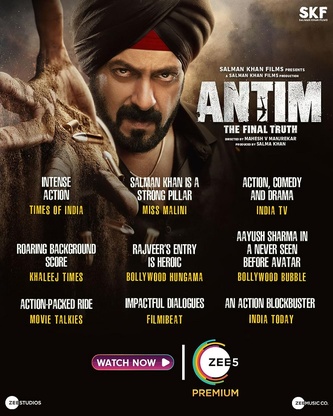 SKF
SALMAN KHAN FILMS
SALMAN KHAN FILMS PRESENTS
A SALMAN KHAN FILMS PRODUCTION
ANTIM
THE FINAL TRUTH
DIRECTED BY MAHESH V MANJREKAR
PRODUCED BY SALMA KHAN
INTENSE
ACTION
TIMES OF INDIA
SALMAN KHAN IS A
STRONG PILLAR
MISS MALINI
ACTION, COMEDY
AND DRAMA
INDIA TV
ROARING BACKGROUND
SCORE
KHALEEJ TIMES
RAJVEER'S ENTRY
IS HEROIC
BOLLYWOOD HUNGAMA
AAYUSH SHARMA IN
A NEVER SEEN
BEFORE AVATAR
BOLLYWOOD BUBBLE
ACTION-PACKED RIDE
MOVIE TALKIES
IMPACTFUL DIALOGUES
FILMIBEAT
AN ACTION BLOCKBUSTER
INDIA TODAY
WATCH NOW
ZEE5
PREMIUM
ZEE STUDIOS
ZEE MUSIC CO.